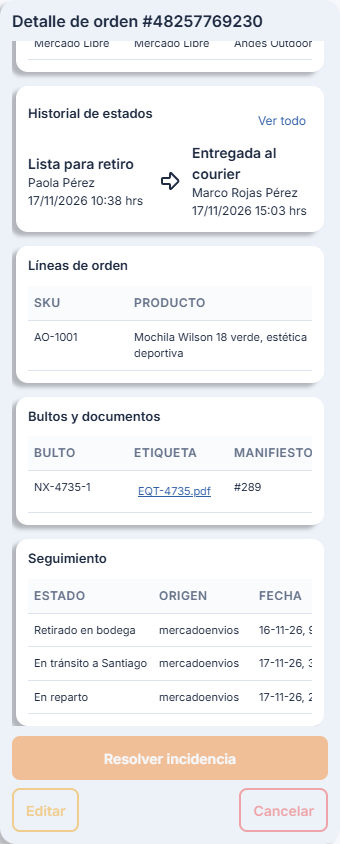 Detalle de orden #48257769230
Mercado Libre Mercado Libre Andes Outdoor
Historial de estados
Ver todo
Lista para retiro
Paola Pérez
17/11/2026 10:38 hrs
Entregada al
courier
Marco Rojas Pérez
17/11/2026 15:03 hrs
Líneas de orden
SKU PRODUCTO
AO-1001 Mochila Wilson 18 verde, estética
deportiva
Bultos y documentos
BULTO ETIQUETA MANIFIESTO
NX-4735-1 EQT-4735.pdf #289
Seguimiento
ESTADO ORIGEN FECHA
Retirado en bodega mercadoenvios 16-11-26,
En tránsito a Santiago mercadoenvios 17-11-26,
En reparto mercadoenvios 17-11-26, 2
Resolver incidencia
Editar Cancelar